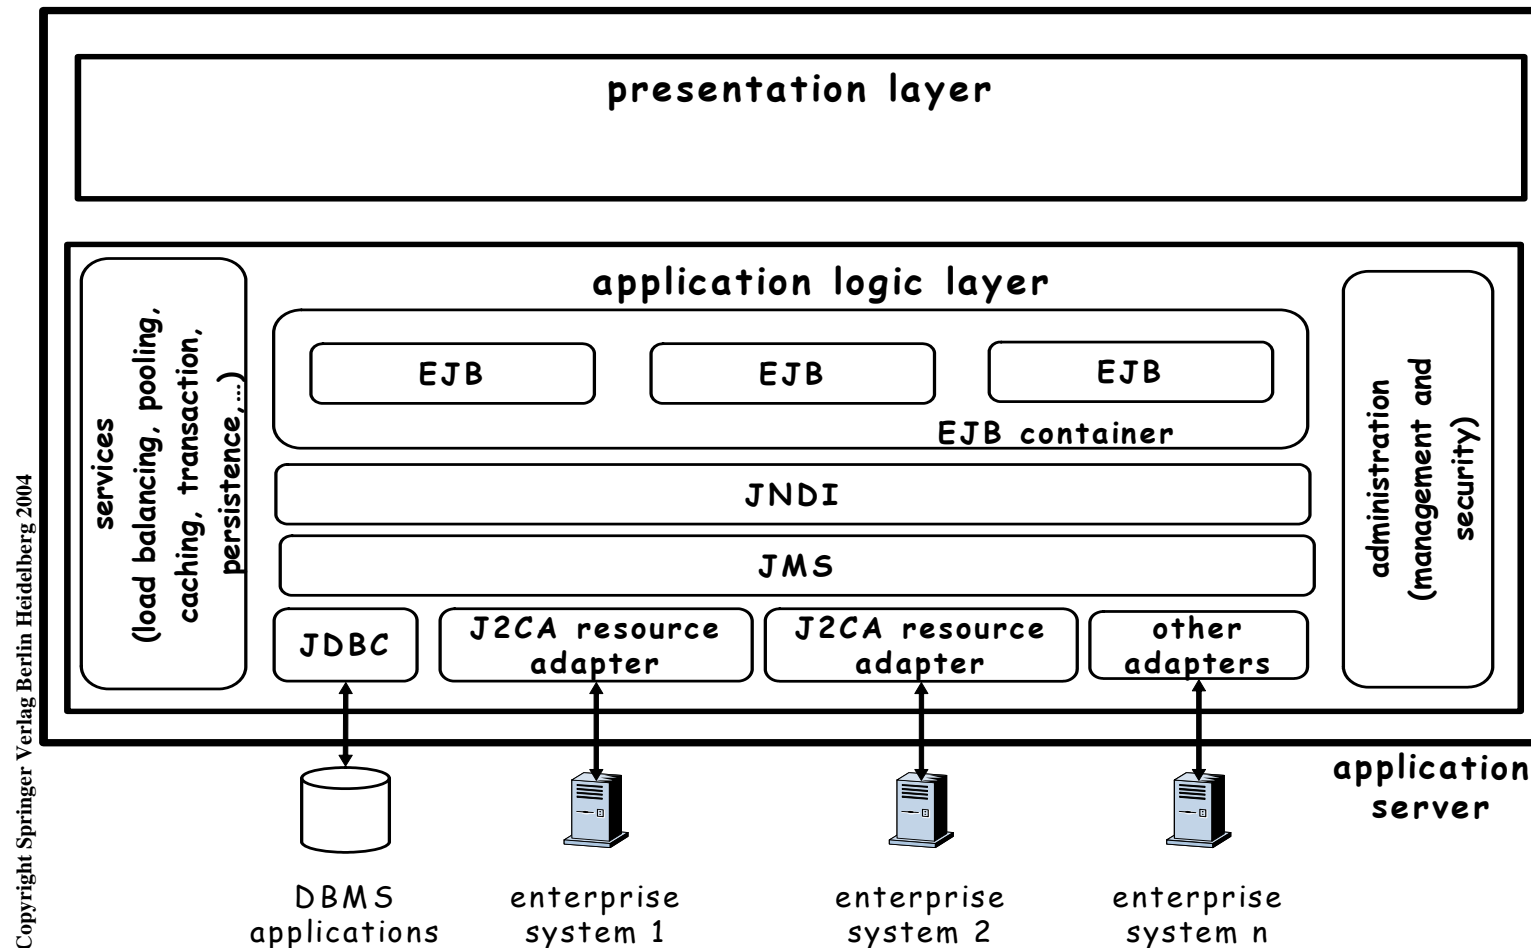 presentation layer
application logic layer
services
(load balancing, pooling,
caching, transaction,
persistence,…)
EJB
EJB
EJB
EJB container
JNDI
JMS
JDBC
J2CA resource
adapter
J2CA resource
adapter
other
adapters
administration
(management and
security)
application
server
DBMS
applications
enterprise
system 1
enterprise
system 2
enterprise
system n
Copyright Springer Verlag Berlin Heidelberg 2004